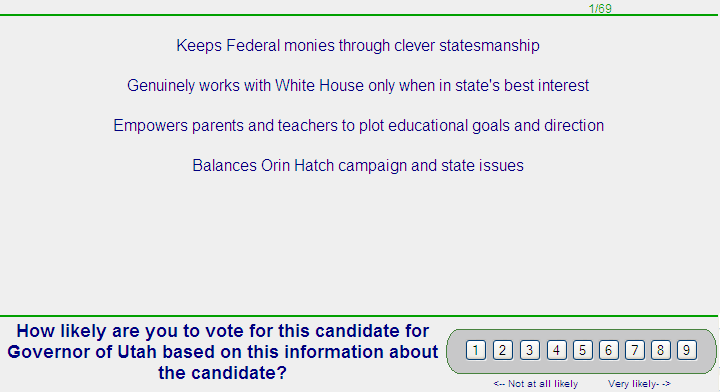 1/69
Keeps Federal monies through clever statesmanship
Genuinely works with White House only when in state's best interest
Empowers parents and teachers to plot educational goals and direction
Balances Orin Hatch campaign and state issues
How likely are you to vote for this candidate for
Governor of Utah based on this information about
the candidate?
1 2 3 4 5 6 7 8 9
<-- Not at all likely Very likely- ->